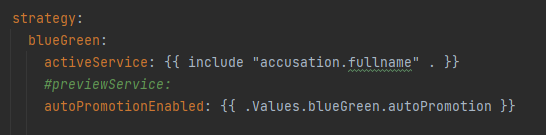 strategy:
blueGreen:
activeService: {{ include "accusation.fullname" . }}
#previewService:
autoPromotionEnabled: {{ .Values.blueGreen.autoPromotion }}